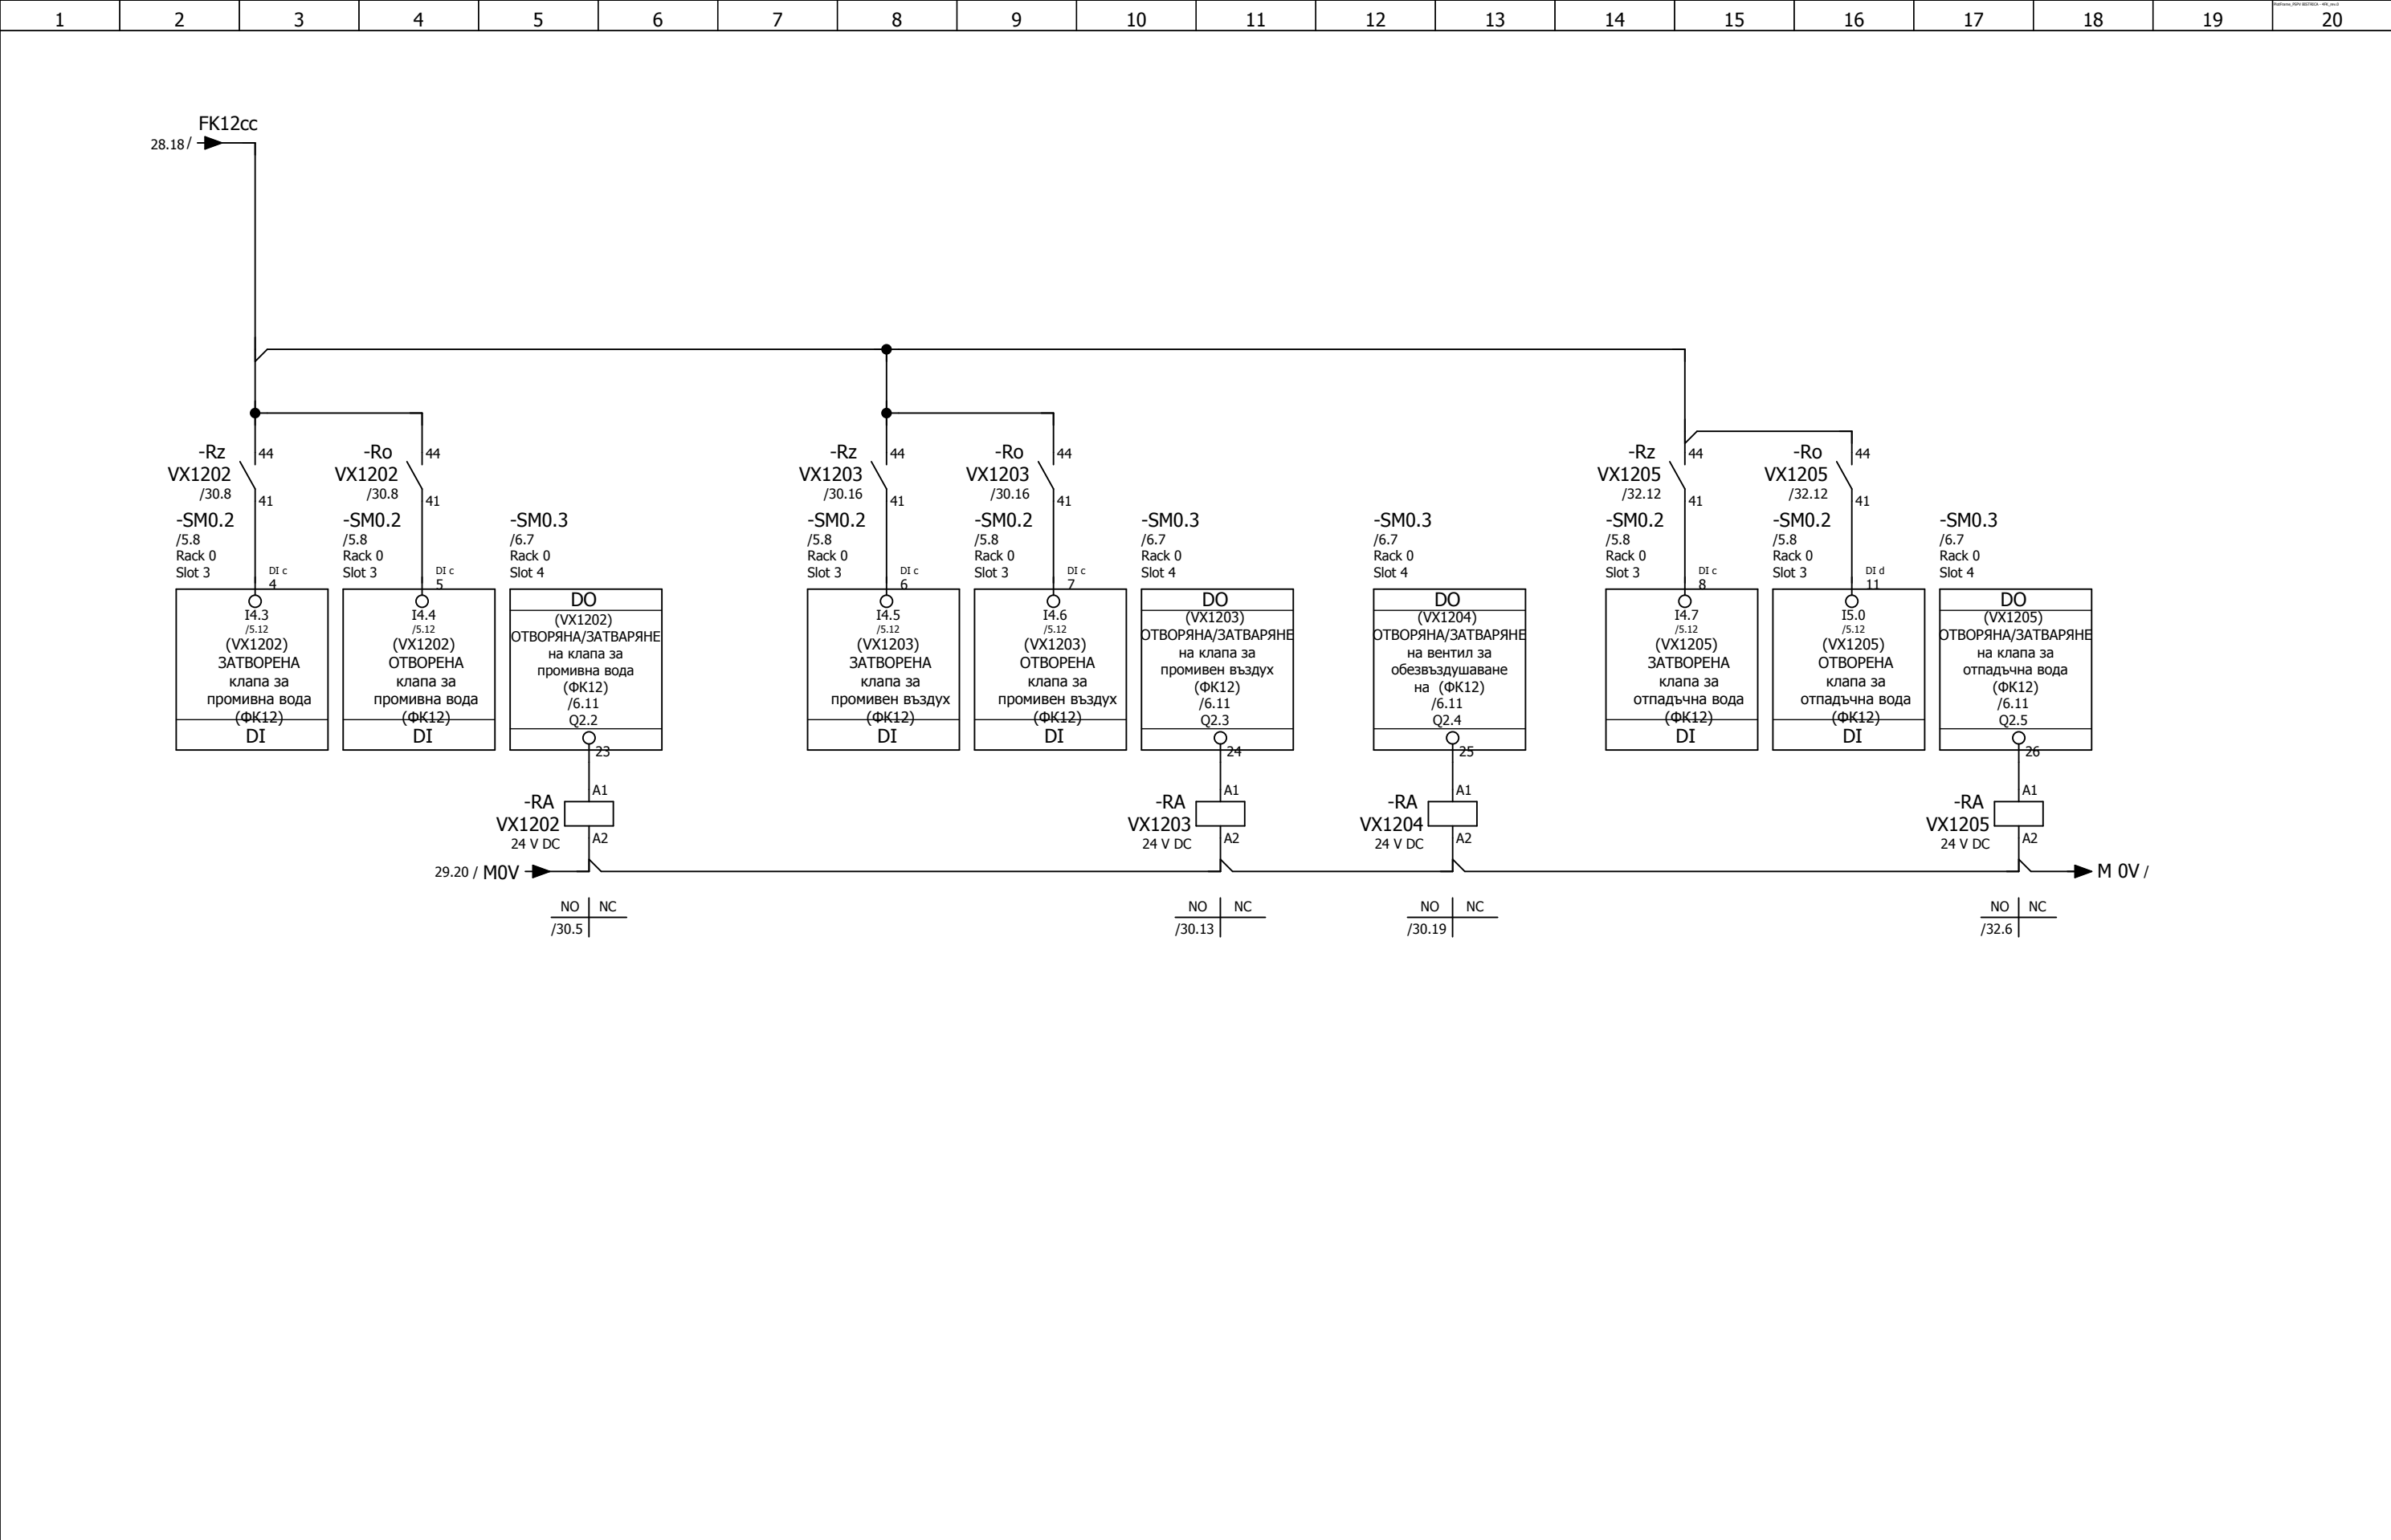 1 2 3 4 5 6 7 8 9 10 11 12 13 14 15 16 17 18 19 20
FK12cc
28.18 /
-Rz
VX1202
/30.8
44
41
-SM0.2
/5.8
Rack 0
Slot 3
DI c
4
I4.3
/5.12
(VX1202)
ЗАТВОРЕНА
клапа за
промивна вода
(ФК12)
DI
-Ro
VX1202
/30.8
44
41
-SM0.2
/5.8
Rack 0
Slot 3
DI c
5
I4.4
/5.12
(VX1202)
ОТВОРЕНА
клапа за
промивна вода
(ФК12)
DI
-SM0.3
/6.7
Rack 0
Slot 4
DO
(VX1202)
ОТВОРЯНА/ЗАТВАРЯНЕ
на клапа за
промивна вода
(ФК12)
/6.11
Q2.2
23
-RA
VX1202
24 V DC
A1
A2
29.20 / M0V
NO NC
/30.5
-Rz
VX1203
/30.16
44
41
-SM0.2
/5.8
Rack 0
Slot 3
DI c
6
I4.5
/5.12
(VX1203)
ЗАТВОРЕНА
клапа за
промивен въздух
(ФК12)
DI
-Ro
VX1203
/30.16
44
41
-SM0.2
/5.8
Rack 0
Slot 3
DI c
7
I4.6
/5.12
(VX1203)
ОТВОРЕНА
клапа за
промивен въздух
(ФК12)
DI
-SM0.3
/6.7
Rack 0
Slot 4
DO
(VX1203)
ОТВОРЯНА/ЗАТВАРЯНЕ
на клапа за
промивен въздух
(ФК12)
/6.11
Q2.3
24
-RA
VX1203
24 V DC
A1
A2
NO NC
/30.13
-SM0.3
/6.7
Rack 0
Slot 4
DO
(VX1204)
ОТВОРЯНА/ЗАТВАРЯНЕ
на вентил за
обезвъздушаване
на (ФК12)
/6.11
Q2.4
25
-RA
VX1204
24 V DC
A1
A2
NO NC
/30.19
-Rz
VX1205
/32.12
44
41
-SM0.2
/5.8
Rack 0
Slot 3
DI c
8
I4.7
/5.12
(VX1205)
ЗАТВОРЕНА
клапа за
отпадъчна вода
(ФК12)
DI
-Ro
VX1205
/32.12
44
41
-SM0.2
/5.8
Rack 0
Slot 3
DI d
11
I5.0
/5.12
(VX1205)
ОТВОРЕНА
клапа за
отпадъчна вода
(ФК12)
DI
-SM0.3
/6.7
Rack 0
Slot 4
DO
(VX1205)
ОТВОРЯНА/ЗАТВАРЯНЕ
на клапа за
отпадъчна вода
(ФК12)
/6.11
Q2.5
26
-RA
VX1205
24 V DC
A1
A2
M 0V /
NO NC
/32.6